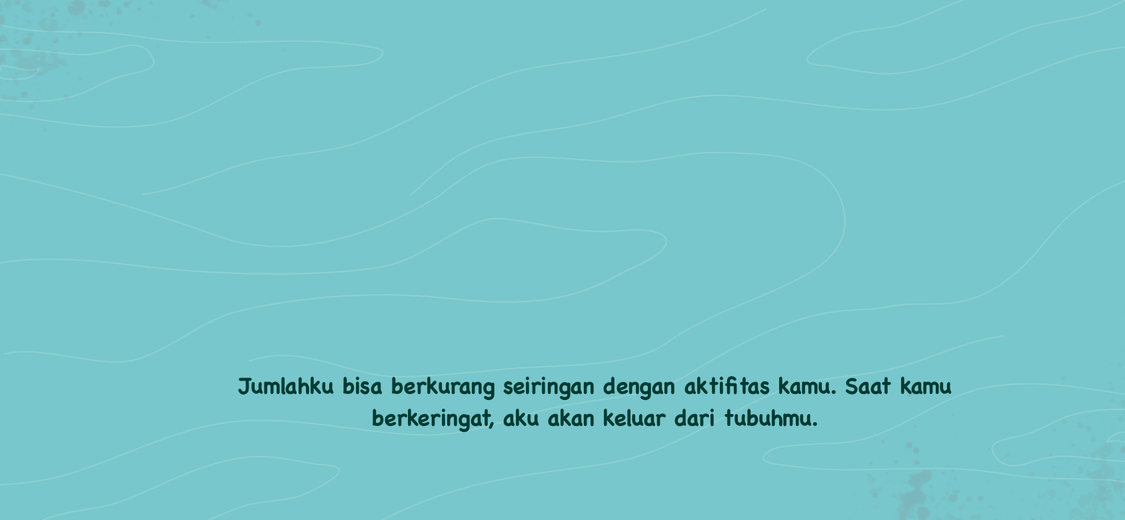 Jumlahku bisa berkurang seiringan dengan aktifitas kamu. Saat kamu
berkeringat, aku akan keluar dari tubuhmu.